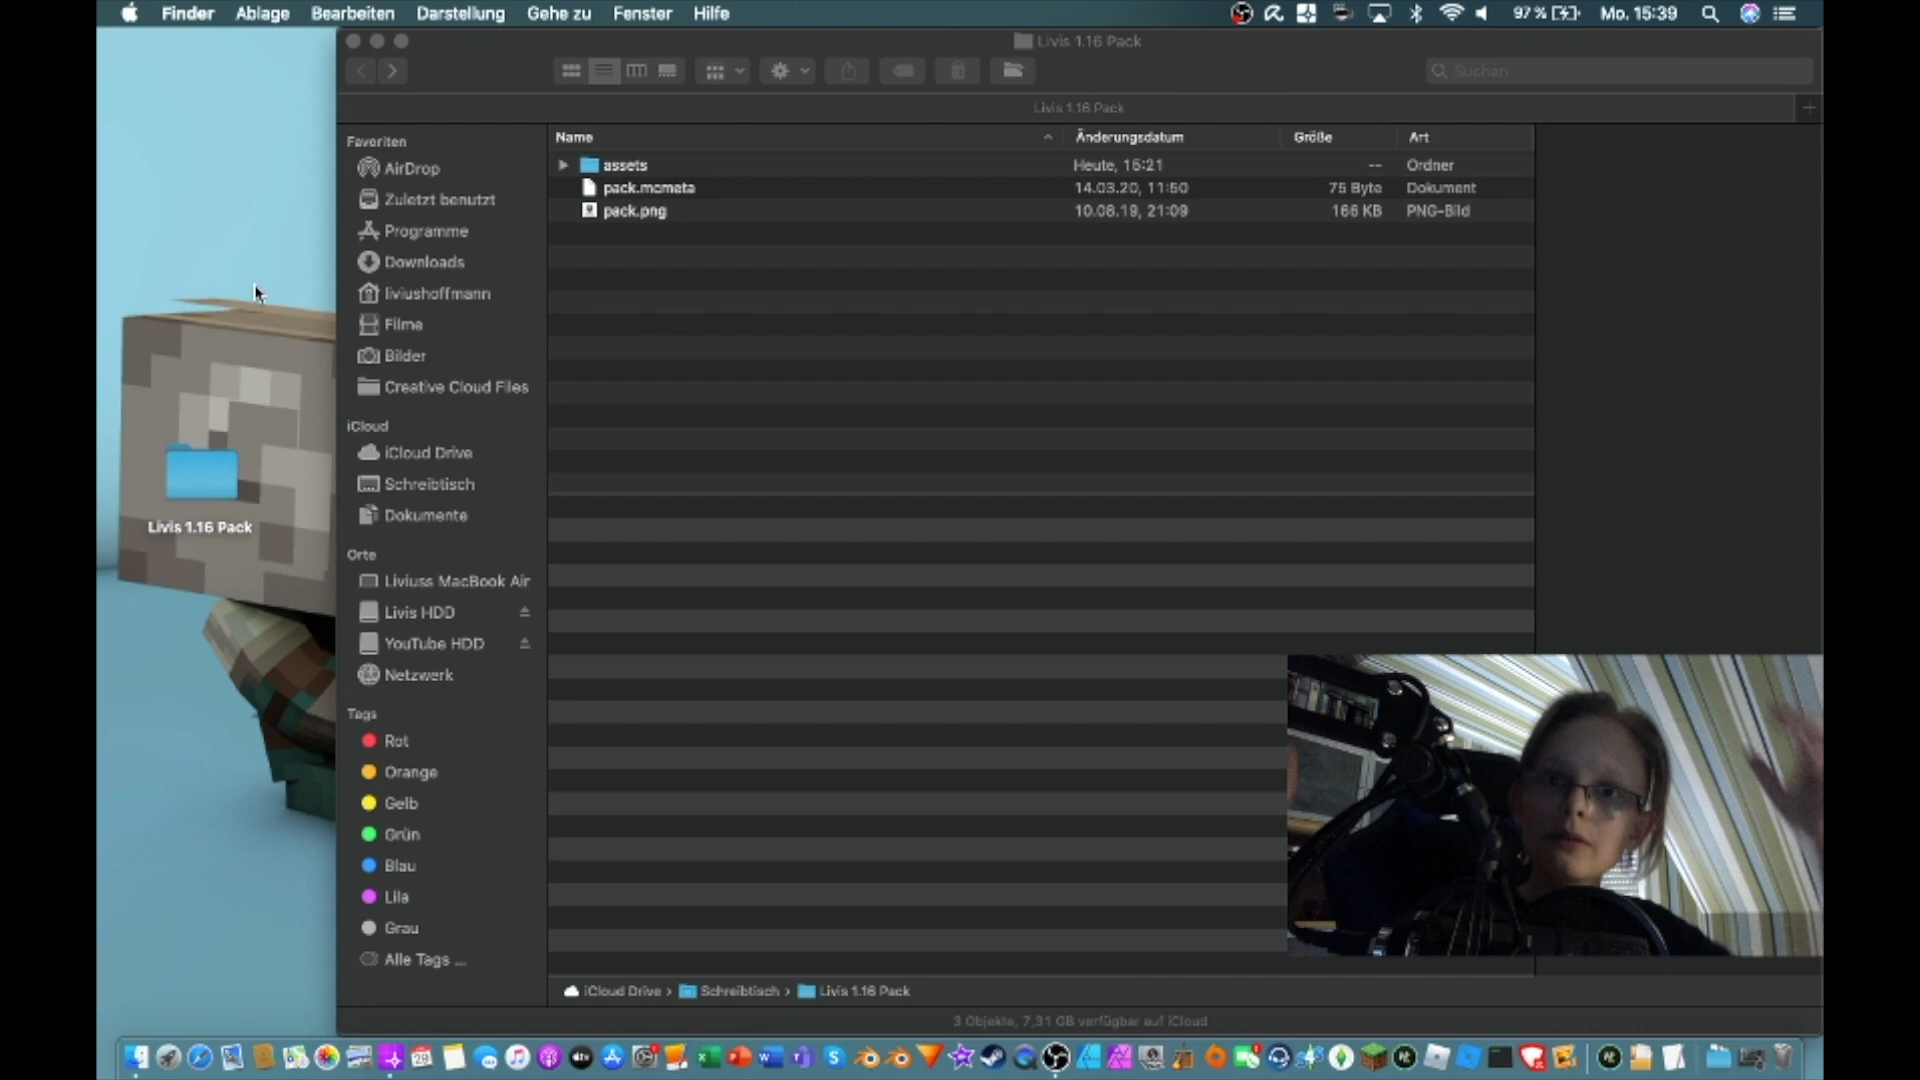 Finder Ablage Bearbeiten Darstellung Gehe zu Fenster Hilfe 97 % Mo. 15:39
Livis 1.16 Pack
Suchen
Livis 1.16 Pack
Favoriten
AirDrop
Zuletzt benutzt
Programme
Downloads
liviushoffmann
Filme
Bilder
Creative Cloud Files
iCloud
iCloud Drive
Schreibtisch
Dokumente
Orte
Liviuss MacBook Air
Livis HDD
YouTube HDD
Netzwerk
Tags
Rot
Orange
Gelb
Grün
Blau
Lila
Grau
Alle Tags ...
Name Änderungsdatum Größe Art
assets Heute, 15:21 -- Ordner
pack.mcmeta 14.03.20, 11:50 75 Byte Dokument
pack.png 10.08.19, 21:09 166 KB PNG-Bild
Livis 1.16 Pack
iCloud Drive › Schreibtisch › Livis 1.16 Pack
3 Objekte, 7,31 GB verfügbar auf iCloud